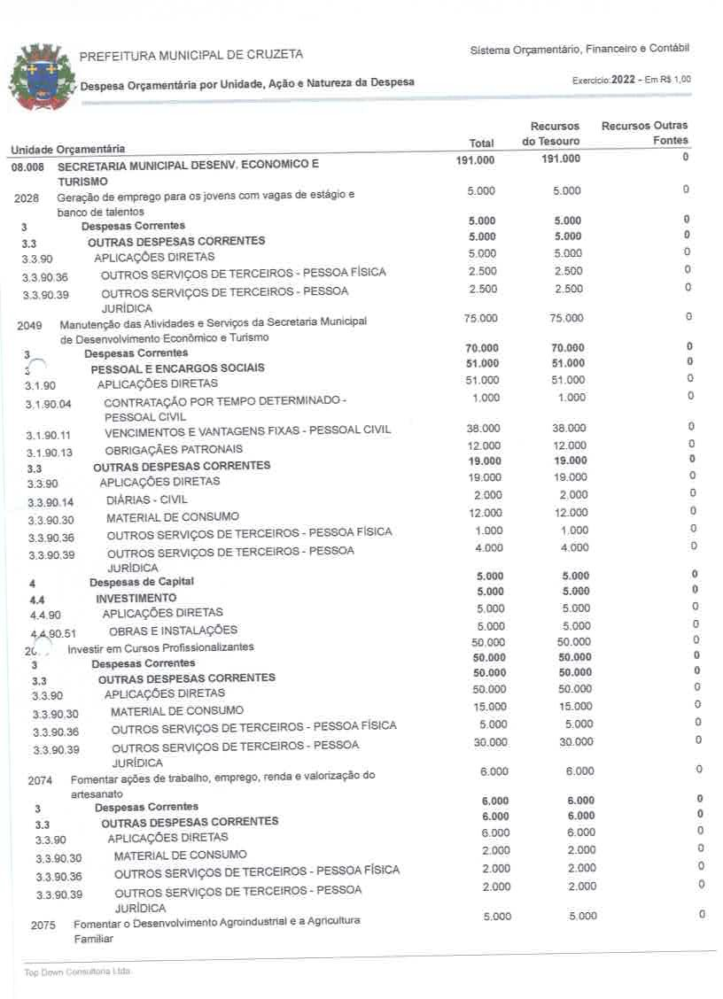 PREFEITURA MUNICIPAL DE CRUZETA
Sistema Orçamentário, Financeiro e Contábil
Despesa Orçamentária por Unidade, Ação e Natureza da Despesa
Exercício:2022 - Em R$ 1,00
Unidade Orçamentária Total Recursos do Tesouro Recursos Outras Fontes
08.008 SECRETARIA MUNICIPAL DESENV. ECONOMICO E 191.000 191.000 0
TURISMO
2028 Geração de emprego para os jovens com vagas de estágio e 5.000 5.000 0
banco de talentos
3 Despesas Correntes 5.000 5.000 0
3.3 OUTRAS DESPESAS CORRENTES 5.000 5.000 0
3.3.90 APLICAÇÕES DIRETAS 5.000 5.000 0
3.3.90.36 OUTROS SERVIÇOS DE TERCEIROS - PESSOA FÍSICA 2.500 2.500 0
3.3.90.39 OUTROS SERVIÇOS DE TERCEIROS - PESSOA 2.500 2.500 0
JURÍDICA
2049 Manutenção das Atividades e Serviços da Secretaria Municipal 75.000 75.000 0
de Desenvolvimento Econômico e Turismo
3 Despesas Correntes 70.000 70.000 0
PESSOAL E ENCARGOS SOCIAIS 51.000 51.000 0
3.1.90 APLICAÇÕES DIRETAS 51.000 51.000 0
3.1.90.04 CONTRATAÇÃO POR TEMPO DETERMINADO - 1.000 1.000 0
PESSOAL CIVIL
3.1.90.11 VENCIMENTOS E VANTAGENS FIXAS - PESSOAL CIVIL 38.000 38.000 0
3.1.90.13 OBRIGAÇÕES PATRONAIS 12.000 12.000 0
3.3 OUTRAS DESPESAS CORRENTES 19.000 19.000 0
3.3.90 APLICAÇÕES DIRETAS 19.000 19.000 0
3.3.90.14 DIÁRIAS - CIVIL 2.000 2.000 0
3.3.90.30 MATERIAL DE CONSUMO 12.000 12.000 0
3.3.90.36 OUTROS SERVIÇOS DE TERCEIROS - PESSOA FÍSICA 1.000 1.000 0
3.3.90.39 OUTROS SERVIÇOS DE TERCEIROS - PESSOA 4.000 4.000 0
JURÍDICA
4 Despesas de Capital 5.000 5.000 0
4.4 INVESTIMENTO 5.000 5.000 0
4.4.90 APLICAÇÕES DIRETAS 5.000 5.000 0
4.4.90.51 OBRAS E INSTALAÇÕES 5.000 5.000 0
Investir em Cursos Profissionalizantes 50.000 50.000 0
3 Despesas Correntes 50.000 50.000 0
3.3 OUTRAS DESPESAS CORRENTES 50.000 50.000 0
3.3.90 APLICAÇÕES DIRETAS 50.000 50.000 0
3.3.90.30 MATERIAL DE CONSUMO 15.000 15.000 0
3.3.90.36 OUTROS SERVIÇOS DE TERCEIROS - PESSOA FÍSICA 5.000 5.000 0
3.3.90.39 OUTROS SERVIÇOS DE TERCEIROS - PESSOA 30.000 30.000 0
JURÍDICA
2074 Fomentar ações de trabalho, emprego, renda e valorização do 6.000 6.000 0
artesanato
3 Despesas Correntes 6.000 6.000 0
3.3 OUTRAS DESPESAS CORRENTES 6.000 6.000 0
3.3.90 APLICAÇÕES DIRETAS 6.000 6.000 0
3.3.90.30 MATERIAL DE CONSUMO 2.000 2.000 0
3.3.90.36 OUTROS SERVIÇOS DE TERCEIROS - PESSOA FÍSICA 2.000 2.000 0
3.3.90.39 OUTROS SERVIÇOS DE TERCEIROS - PESSOA 2.000 2.000 0
JURÍDICA
2075 Fomentar o Desenvolvimento Agroindustrial e a Agricultura 5.000 5.000 0
Familiar
Top Down Consultoria Ltda